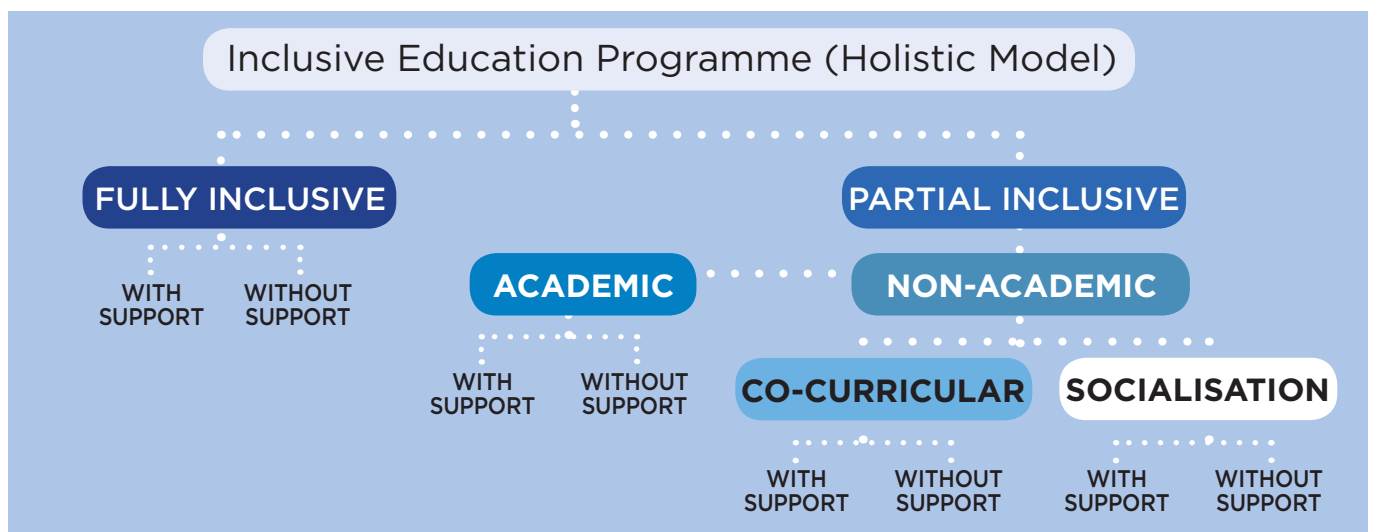 Inclusive Education Programme (Holistic Model)
FULLY INCLUSIVE
PARTIAL INCLUSIVE
WITH
SUPPORT
WITHOUT
SUPPORT
ACADEMIC
NON-ACADEMIC
WITH
SUPPORT
WITHOUT
SUPPORT
CO-CURRICULAR
SOCIALISATION
WITH
SUPPORT
WITHOUT
SUPPORT
WITH
SUPPORT
WITHOUT
SUPPORT